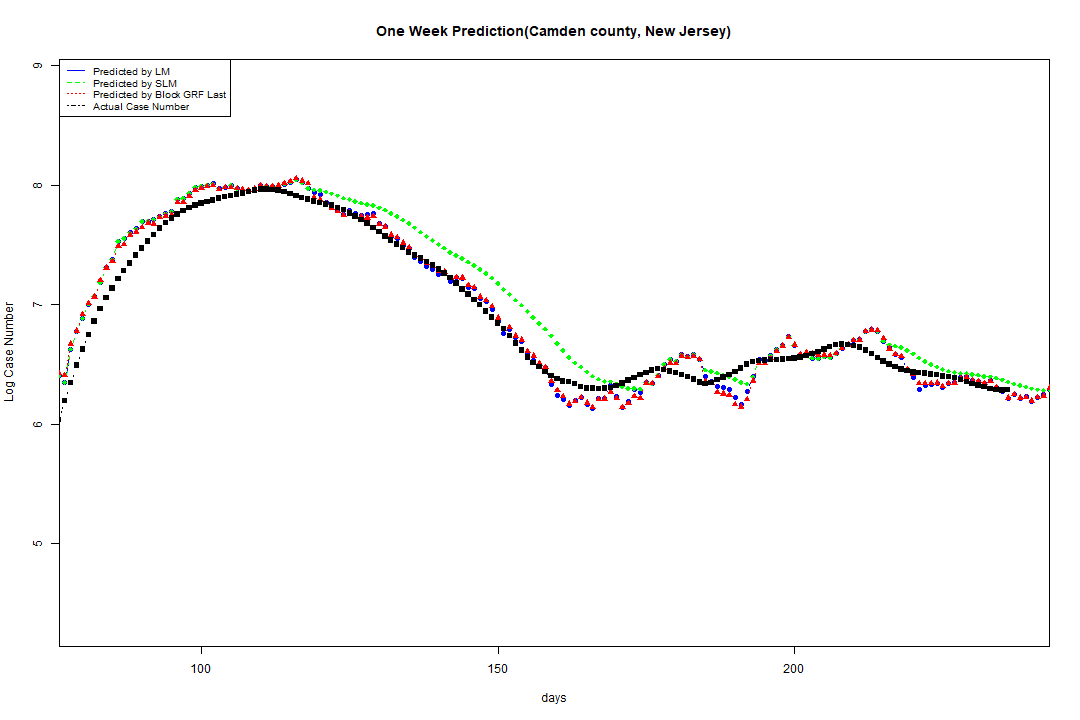 One Week Prediction(Camden county, New Jersey)
Predicted by LM
Predicted by SLM
Predicted by Block GRF Last
Actual Case Number
Log Case Number
9
8
7
6
5
100 150 200
days